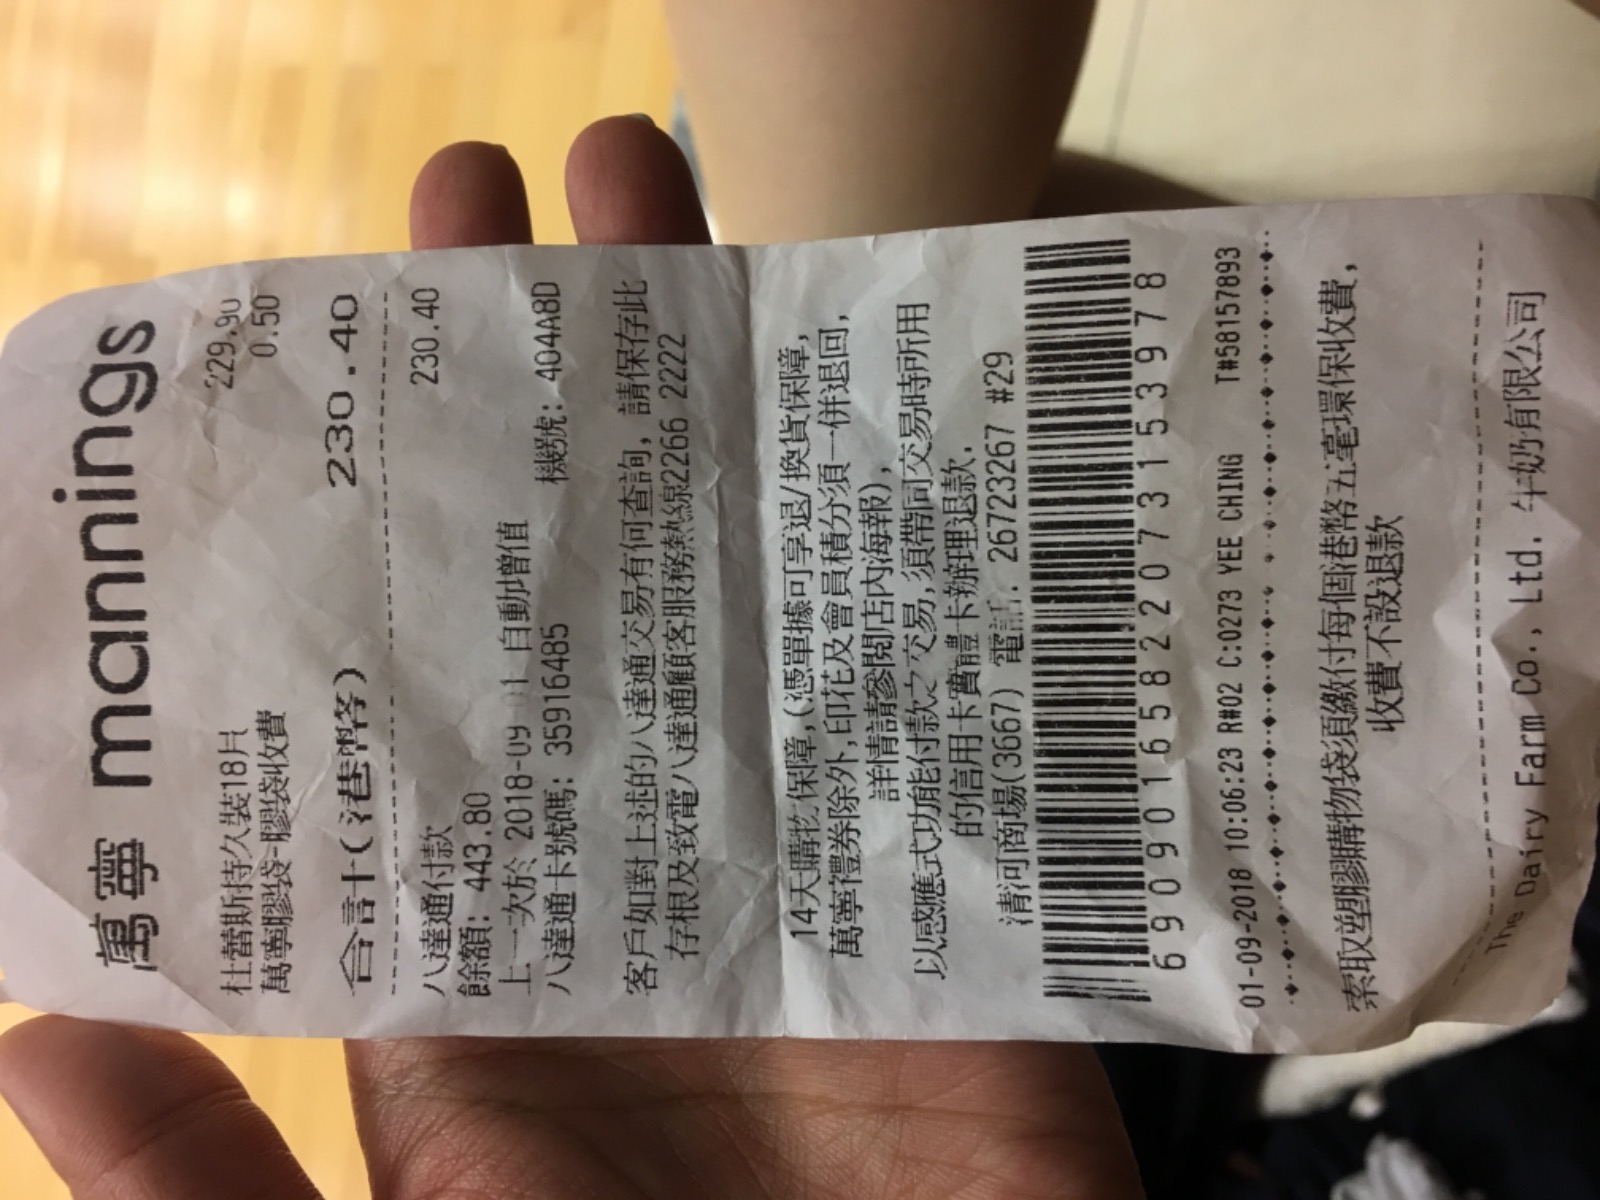 萬寧 mannings
杜蕾斯持久裝18片 229.90
萬寧膠袋-膠袋收費 0.50
合計(港幣) 230.40
八達通付款 230.40
餘額: 443.80
上一次於 2018-09-01 自動增值
八達通卡號碼: 35916485 機號: 404A8D
客戶如對上述的八達通交易有何查詢, 請保存此
存根及致電八達通顧客服務熱線2266 2222
14天購物保障,(憑單據可享退/換貨保障,
萬寧禮券除外,印花及會員積分須一併退回,
詳情請參閱店內海報),
以感應式功能付款之交易,須帶同交易時所用
的信用卡實體卡辦理退款.
清河商場(3667) 電話: 26723267 #29
6909016582207315 3978
01-09-2018 10:06:23 R#02 C:0273 YEE CHING T#58157893
索取塑膠購物袋須繳付每個港幣五毫環保收費,
收費不設退款
The Dairy Farm Co., Ltd. 牛奶有限公司